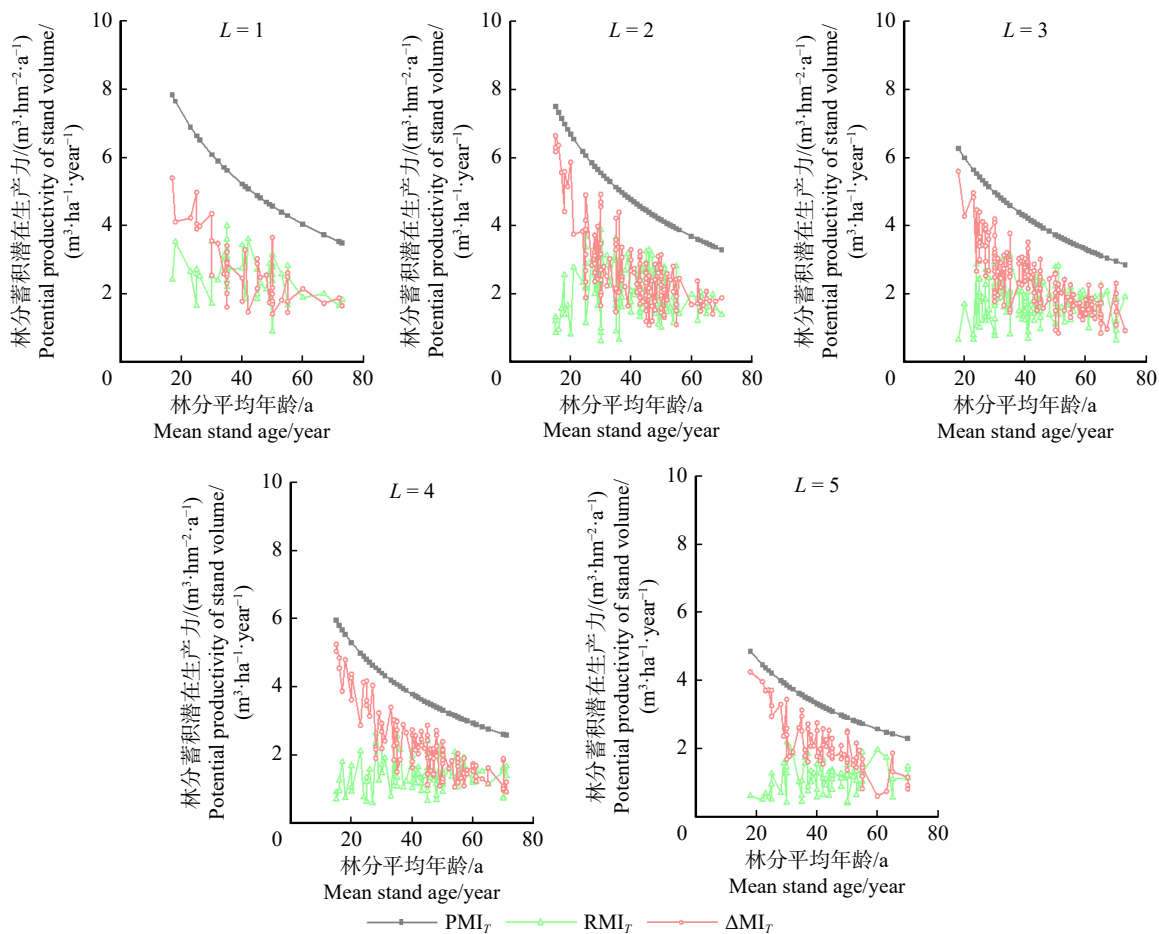 L = 1
10
8
6
4
2
0
20
40
60
80
林分蓄积潜在生产力/(m³·hm⁻²·a⁻¹)
Potential productivity of stand volume/
(m³·ha⁻¹·year⁻¹)
林分平均年龄/a
Mean stand age/year
L = 2
10
8
6
4
2
0
20
40
60
80
林分蓄积潜在生产力/(m³·hm⁻²·a⁻¹)
Potential productivity of stand volume/
(m³·ha⁻¹·year⁻¹)
林分平均年龄/a
Mean stand age/year
L = 3
10
8
6
4
2
0
20
40
60
80
林分蓄积潜在生产力/(m³·hm⁻²·a⁻¹)
Potential productivity of stand volume/
(m³·ha⁻¹·year⁻¹)
林分平均年龄/a
Mean stand age/year
L = 4
10
8
6
4
2
0
20
40
60
80
林分蓄积潜在生产力/(m³·hm⁻²·a⁻¹)
Potential productivity of stand volume/
(m³·ha⁻¹·year⁻¹)
林分平均年龄/a
Mean stand age/year
L = 5
10
8
6
4
2
0
20
40
60
80
林分蓄积潜在生产力/(m³·hm⁻²·a⁻¹)
Potential productivity of stand volume/
(m³·ha⁻¹·year⁻¹)
林分平均年龄/a
Mean stand age/year
PMI_T RMI_T ΔMI_T